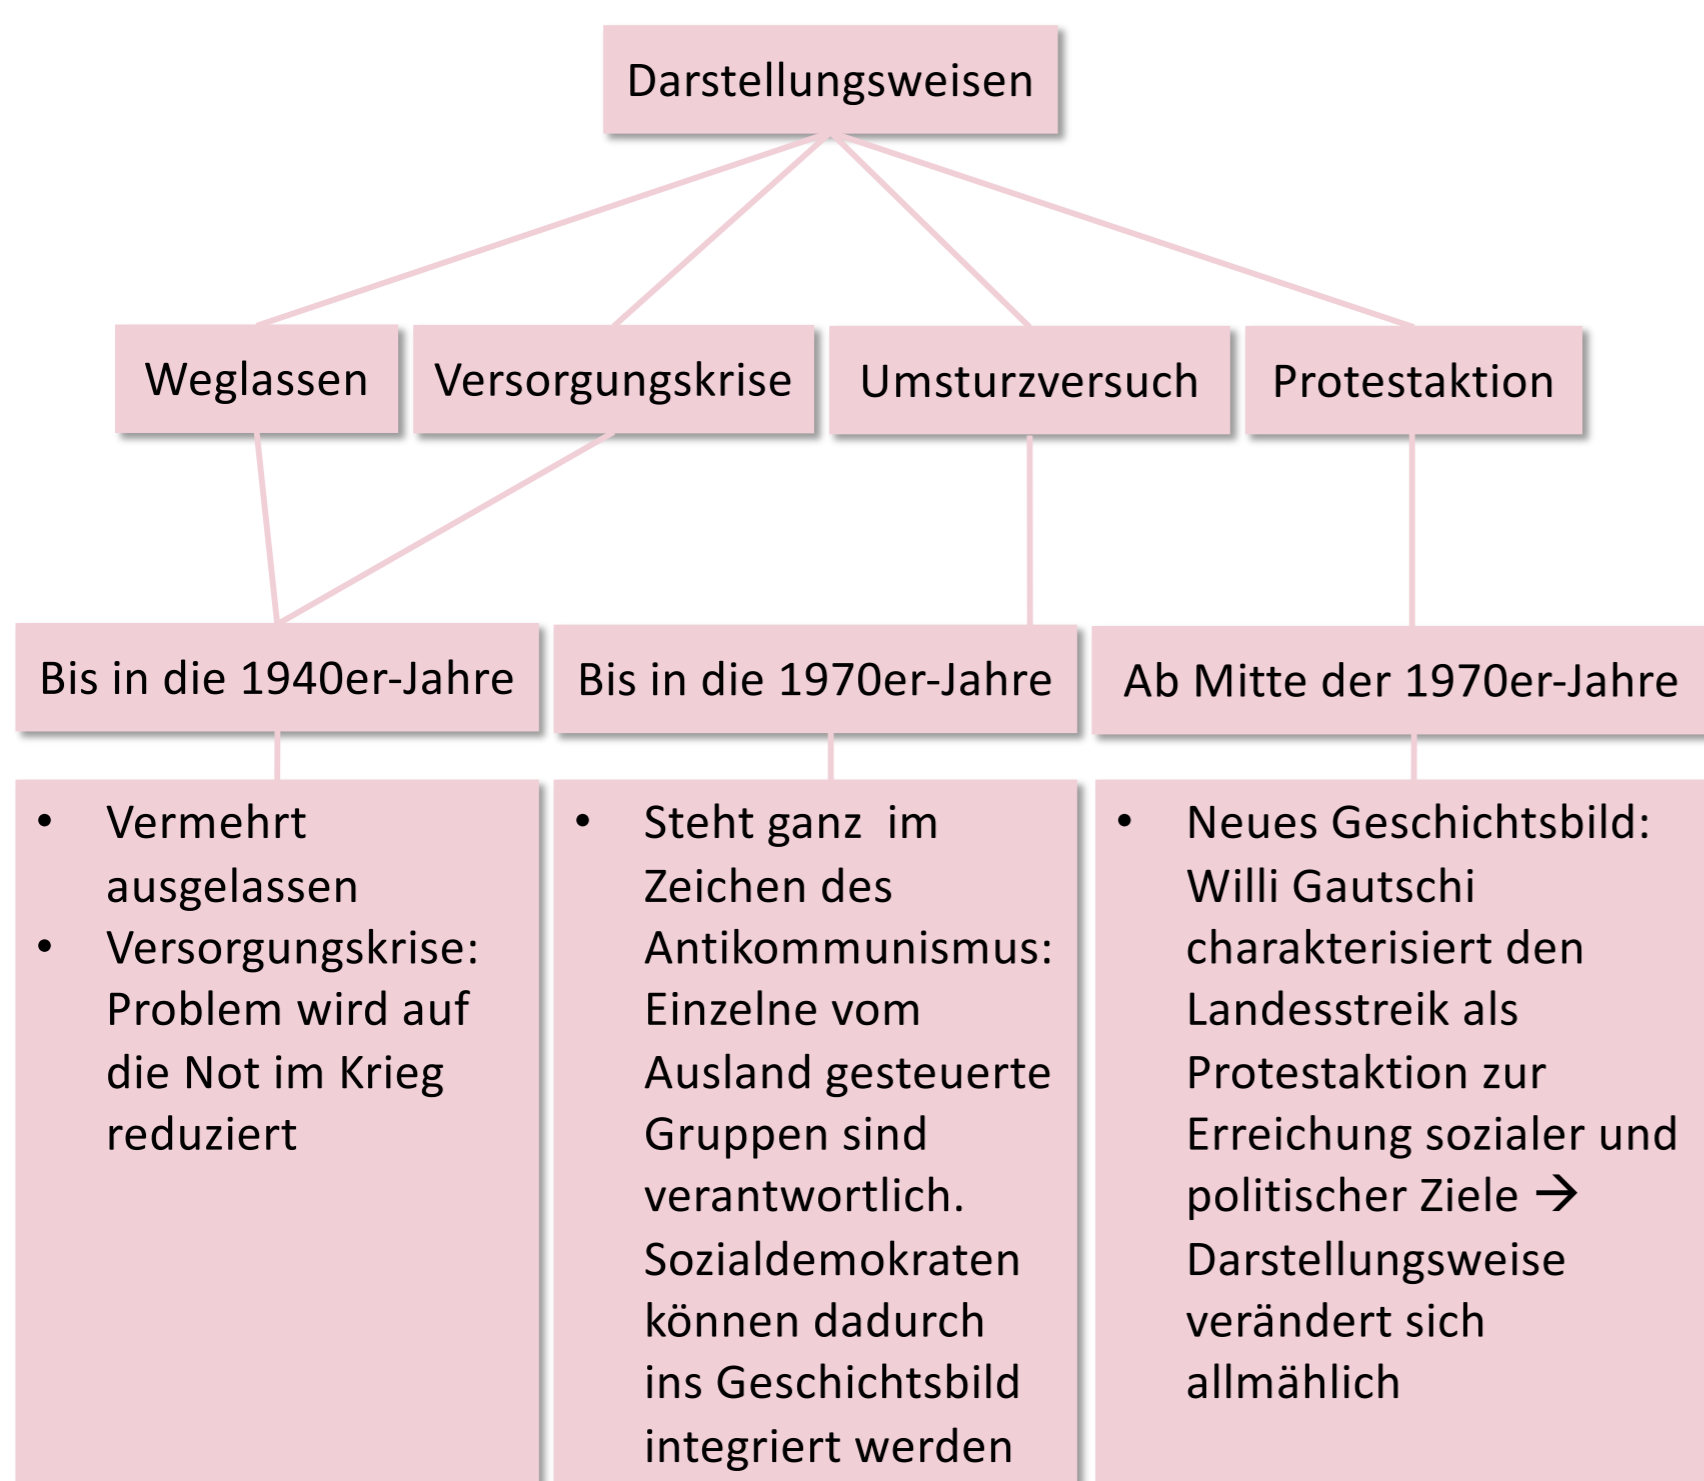 Darstellungsweisen
Weglassen
Versorgungskrise
Umsturzversuch
Protestaktion
Bis in die 1940er-Jahre
Bis in die 1970er-Jahre
Ab Mitte der 1970er-Jahre
• Vermehrt
ausgelassen
• Versorgungskrise:
Problem wird auf
die Not im Krieg
reduziert
• Steht ganz  im
Zeichen des
Antikommunismus:
Einzelne vom
Ausland gesteuerte
Gruppen sind
verantwortlich.
Sozialdemokraten
können dadurch
ins Geschichtsbild
integriert werden
• Neues Geschichtsbild:
Willi Gautschi
charakterisiert den
Landesstreik als
Protestaktion zur
Erreichung sozialer und
politischer Ziele →
Darstellungsweise
verändert sich
allmählich